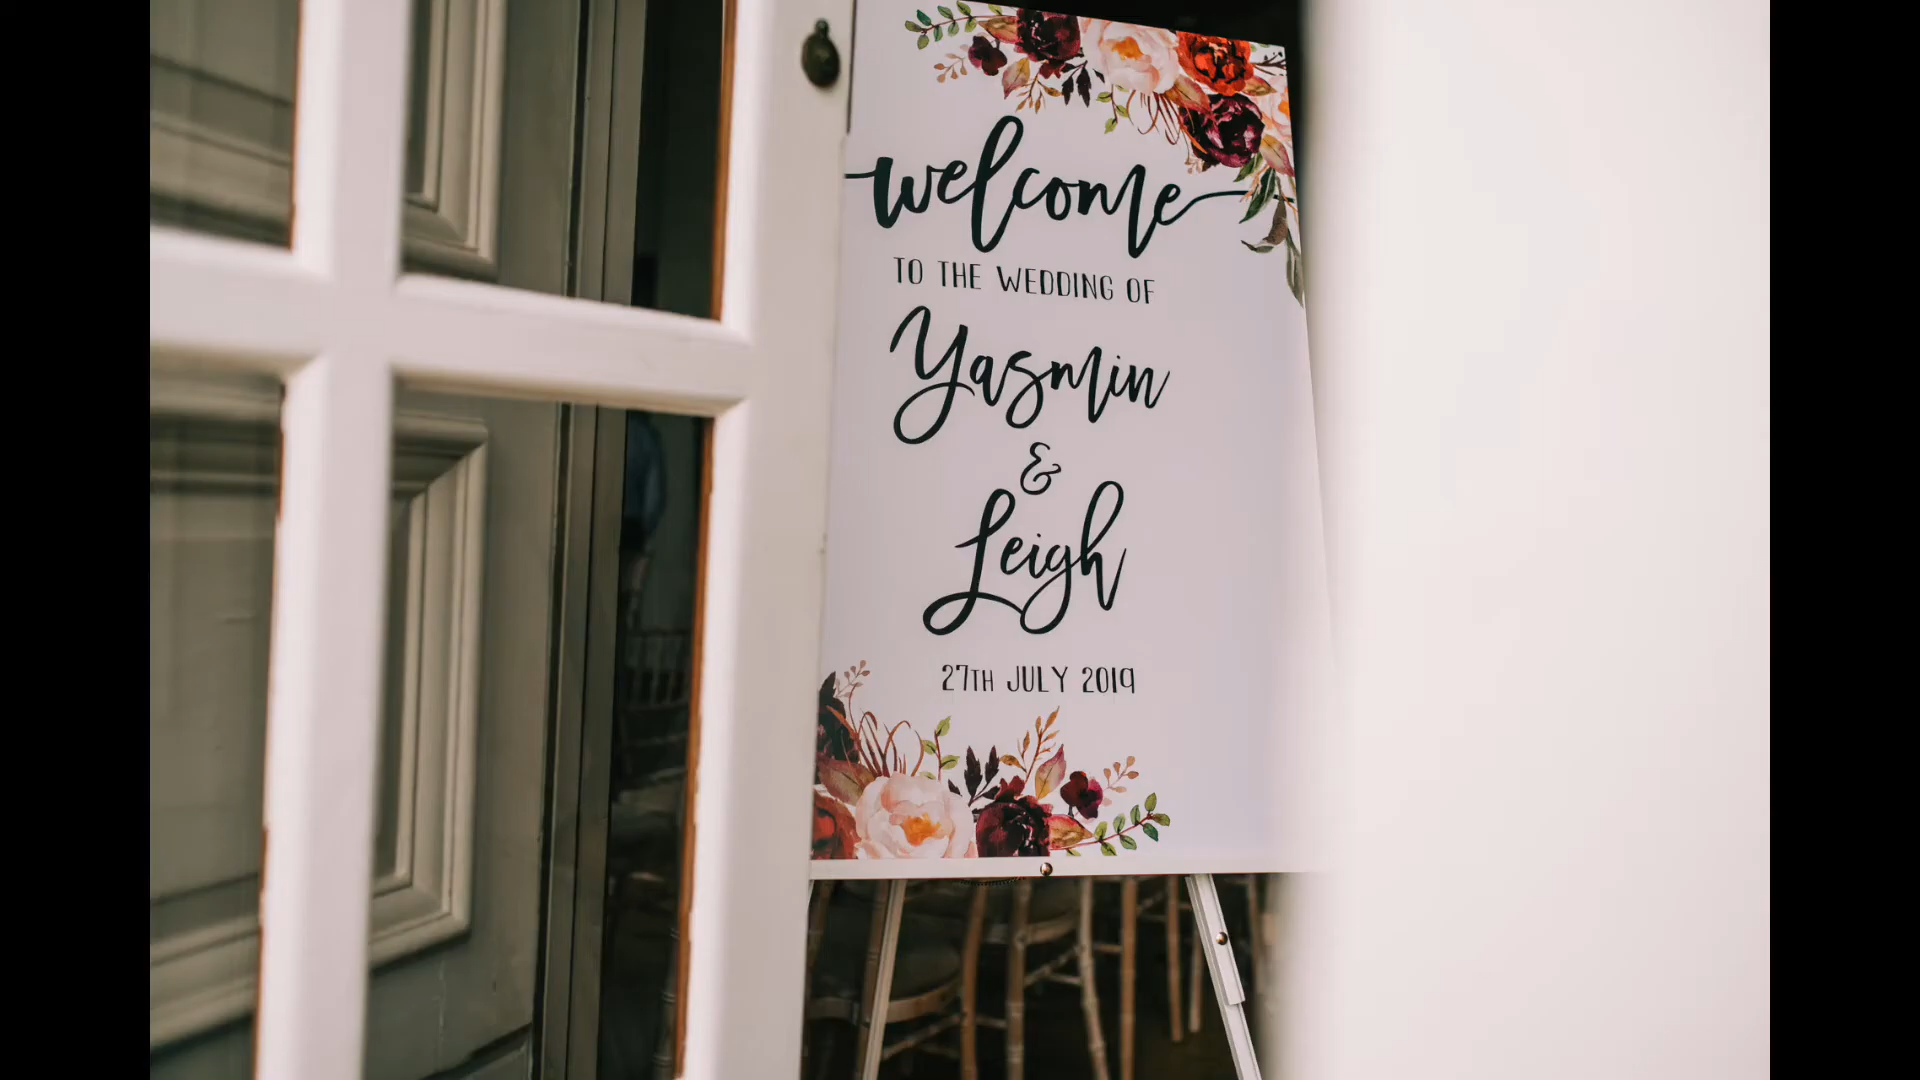 welcome
TO THE WEDDING OF
Yasmin
&
Leigh
27TH JULY 2019